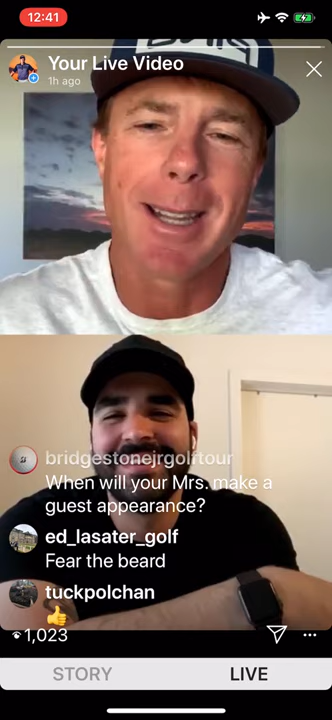 12:41
Your Live Video
1h ago
bridgestonejrgolftour
When will your Mrs. make a
guest appearance?
ed_lasater_golf
Fear the beard
tuckpolchan
👍
1,023
STORY
LIVE